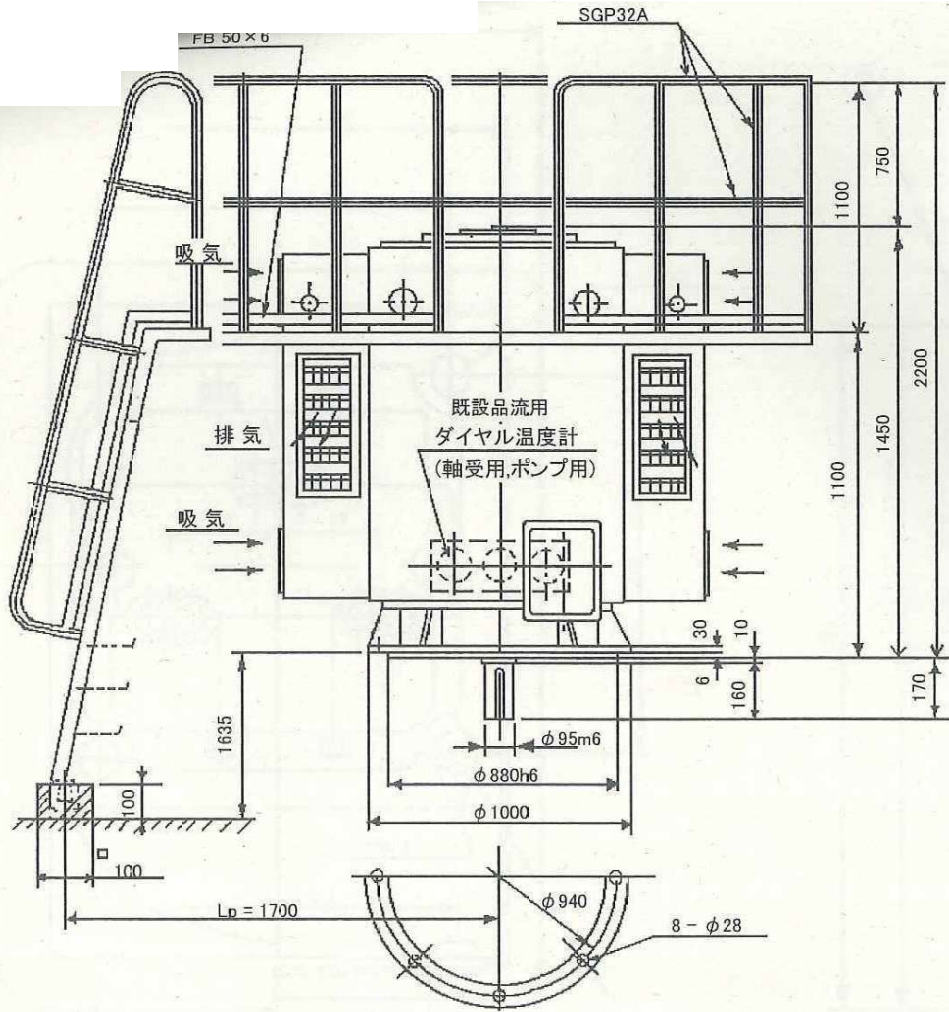 SGP32A
FB 50×6
吸気
750
1100
2200
1450
1100
既設品流用
ダイヤル温度計
(軸受用,ポンプ用)
排気
吸気
30
10
6
160
170
1635
φ95m6
φ880h6
100
φ1000
□
100
φ940
Lp = 1700
8 - φ28